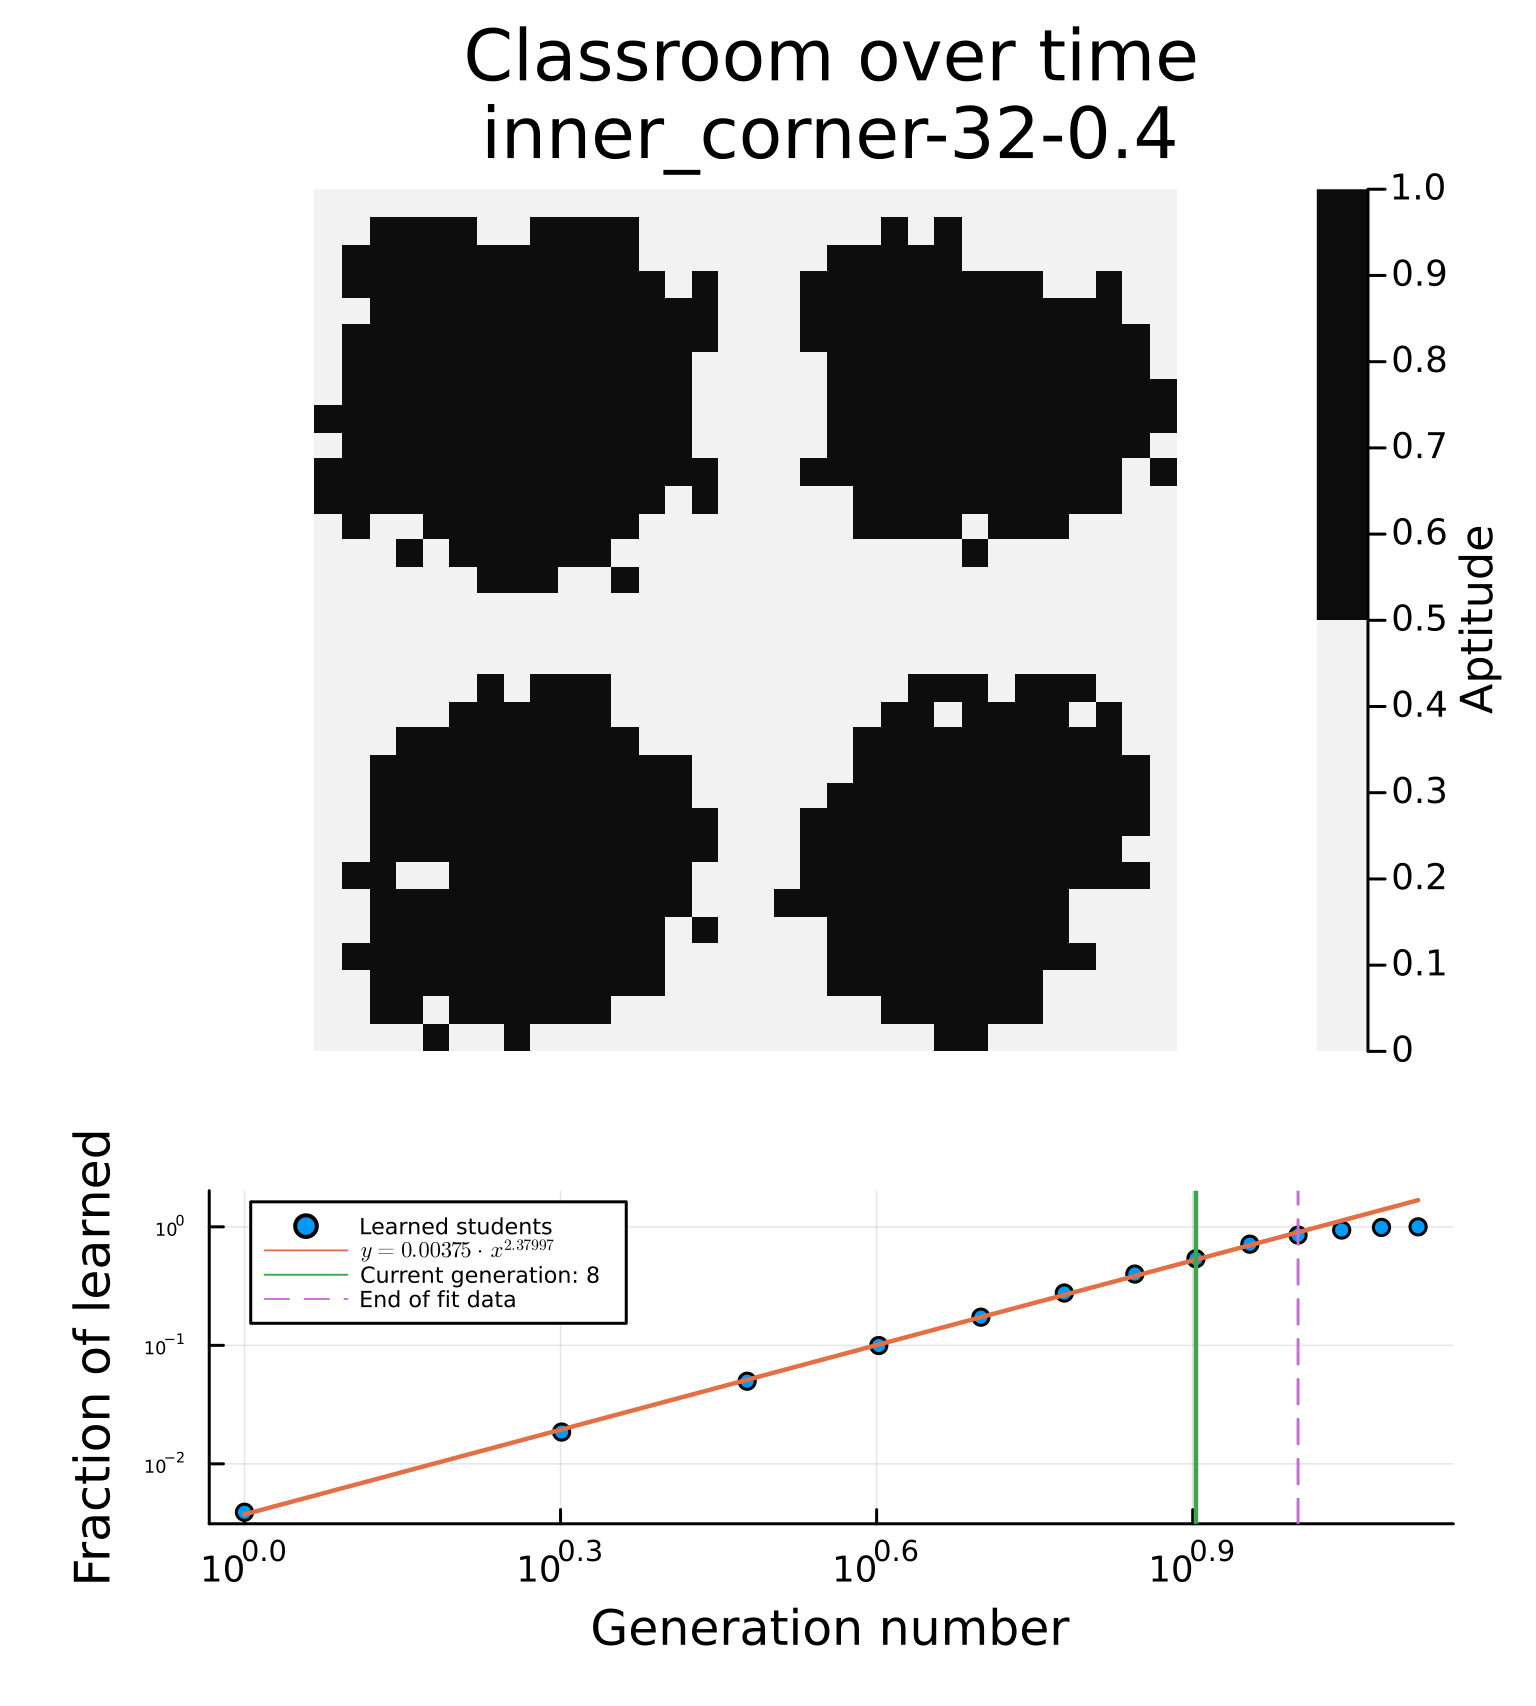 Classroom over time
inner_corner-32-0.4
1.0
0.9
0.8
0.7
0.6
0.5
0.4
0.3
0.2
0.1
0
Aptitude
Fraction of learned
10⁰
10⁻¹
10⁻²
Learned students
y = 0.00375 · x^2.37997
Current generation: 8
End of fit data
10^0.0
10^0.3
10^0.6
10^0.9
Generation number